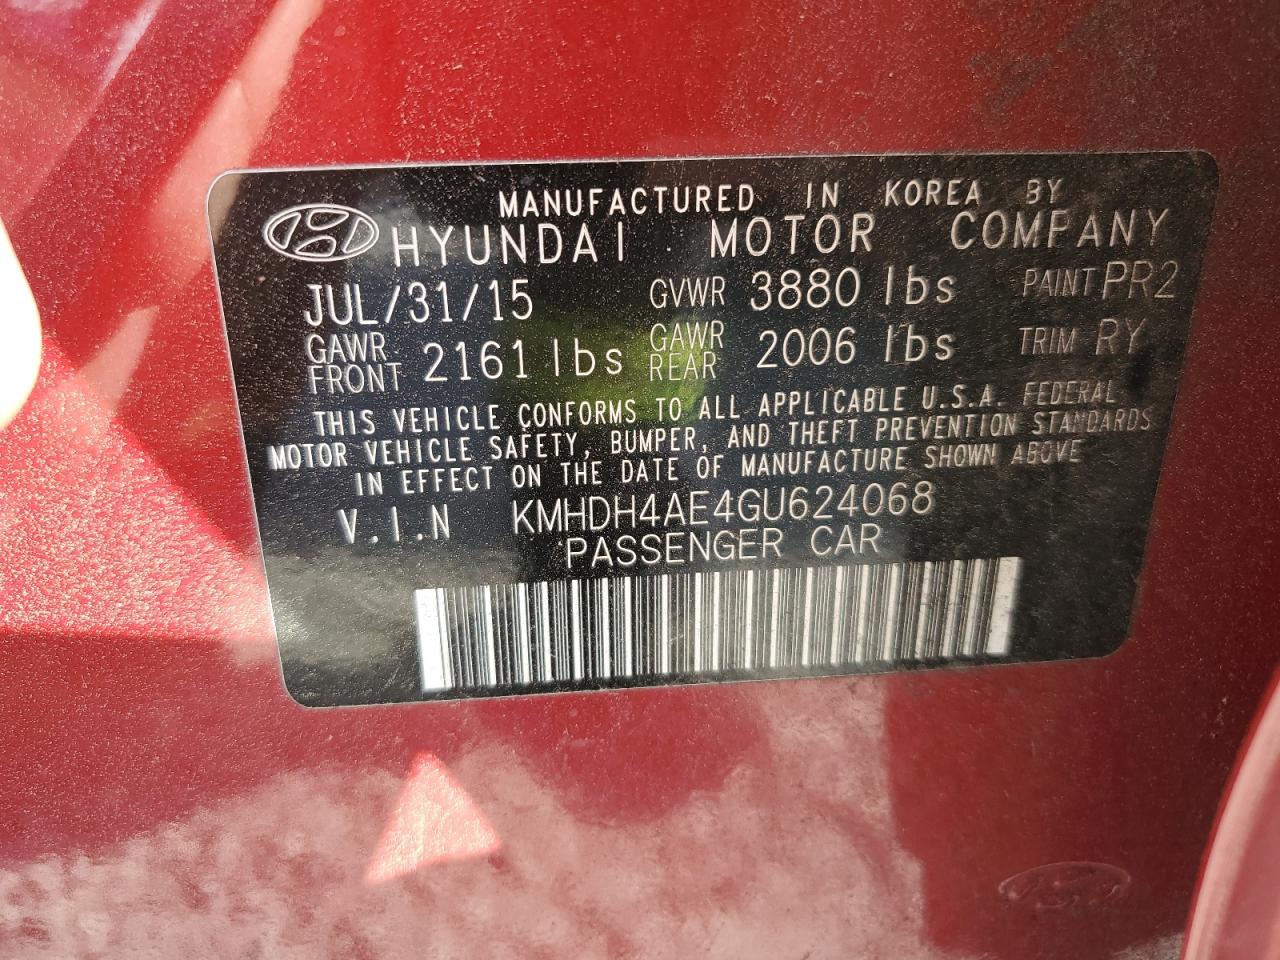 MANUFACTURED IN KOREA BY
HYUNDAI MOTOR COMPANY
JUL/31/15 GVWR 3880 lbs PAINT PR2
GAWR FRONT 2161 lbs GAWR REAR 2006 lbs TRIM RY
THIS VEHICLE CONFORMS TO ALL APPLICABLE U.S.A. FEDERAL
MOTOR VEHICLE SAFETY, BUMPER, AND THEFT PREVENTION STANDARDS
IN EFFECT ON THE DATE OF MANUFACTURE SHOWN ABOVE
V.I.N KMHDH4AE4GU624068
PASSENGER CAR